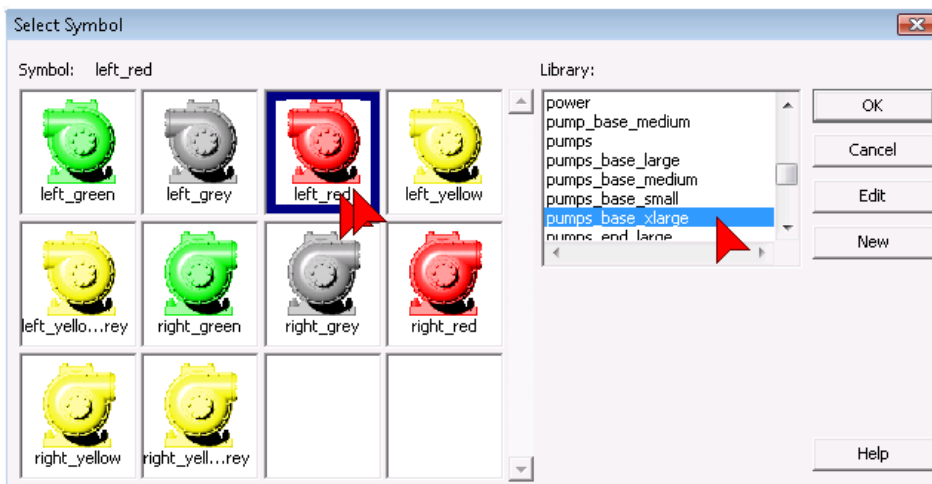 Select Symbol
Symbol: left_red
Library:
left_green
left_grey
left_red
left_yellow
left_yello...rey
right_green
right_grey
right_red
right_yellow
right_yell...rey
power
pump_base_medium
pumps
pumps_base_large
pumps_base_medium
pumps_base_small
pumps_base_xlarge
pumps_end_large
OK
Cancel
Edit
New
Help